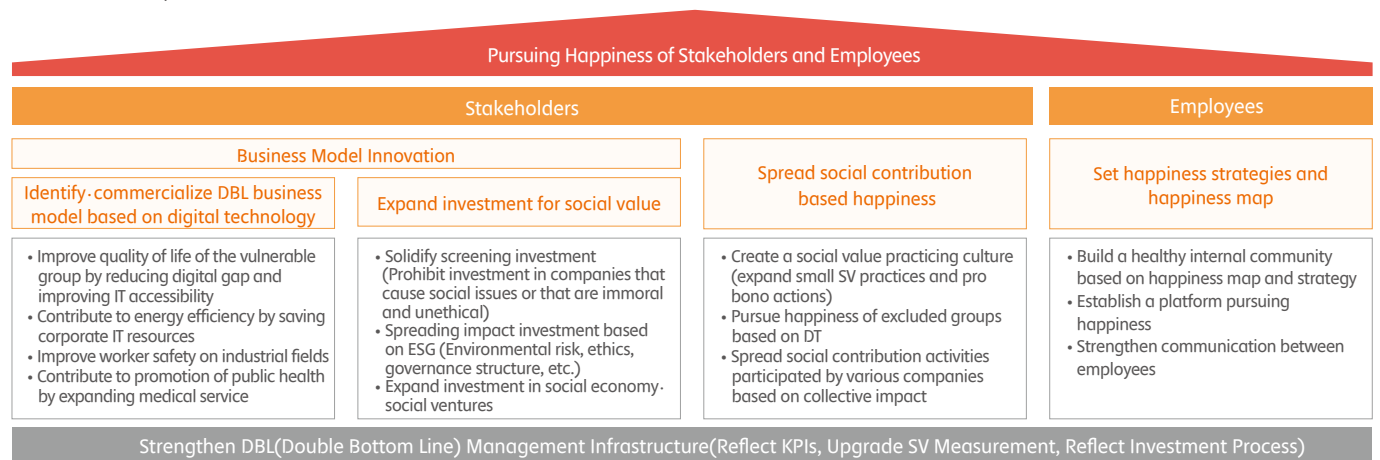 Pursuing Happiness of Stakeholders and Employees
Stakeholders
Employees
Business Model Innovation
Identify·commercialize DBL business
model based on digital technology
Expand investment for social value
Spread social contribution
based happiness
Set happiness strategies and
happiness map
• Improve quality of life of the vulnerable
group by reducing digital gap and
improving IT accessibility
• Contribute to energy efficiency by saving
corporate IT resources
• Improve worker safety on industrial fields
• Contribute to promotion of public health
by expanding medical service
• Solidify screening investment
(Prohibit investment in companies that
cause social issues or that are immoral
and unethical)
• Spreading impact investment based
on ESG (Environmental risk, ethics,
governance structure, etc.)
• Expand investment in social economy·
social ventures
• Create a social value practicing culture
(expand small SV practices and pro
bono actions)
• Pursue happiness of excluded groups
based on DT
• Spread social contribution activities
participated by various companies
based on collective impact
• Build a healthy internal community
based on happiness map and strategy
• Establish a platform pursuing
happiness
• Strengthen communication between
employees
Strengthen DBL(Double Bottom Line) Management Infrastructure(Reflect KPIs, Upgrade SV Measurement, Reflect Investment Process)